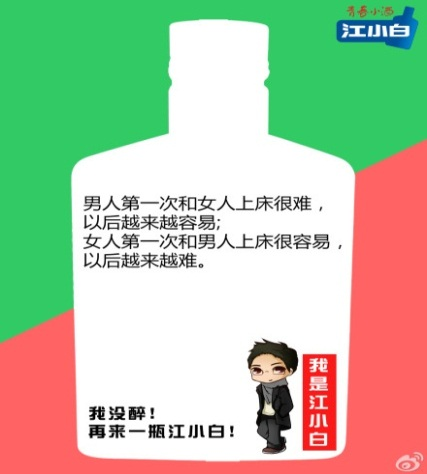 青春小酒
江小白
男人第一次和女人上床很难，
以后越来越容易;
女人第一次和男人上床很容易，
以后越来越难。
我是江小白
我没醉！
再来一瓶江小白！